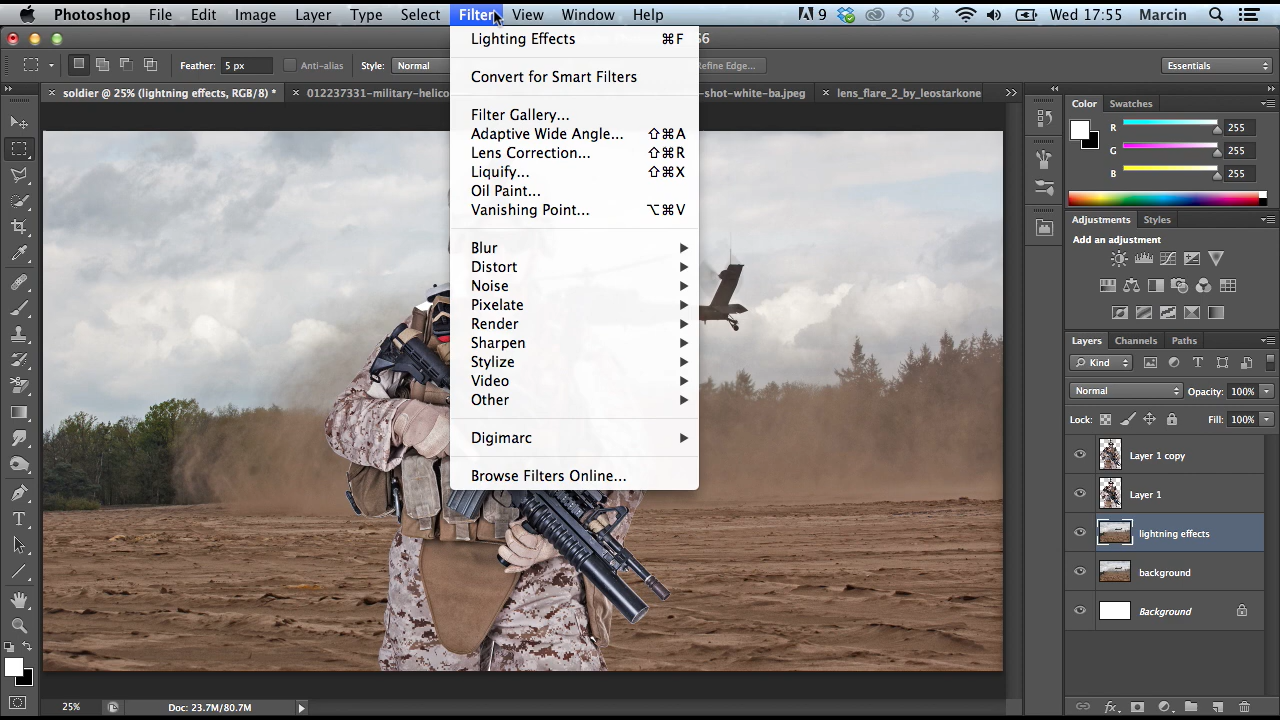 Photoshop File Edit Image Layer Type Select Filter View Window Help 9 Wed 17:55 Marcin
S6
Feather: 5 px Anti-alias Style: Normal Refine Edge... Essentials
× soldier @ 25% (lightning effects, RGB/8) * × 012237331-military-helico -shot-white-ba.jpeg × lens_flare_2_by_leostarkone >>
Lighting Effects ⌘F
Convert for Smart Filters
Filter Gallery...
Adaptive Wide Angle... ⇧⌘A
Lens Correction... ⇧⌘R
Liquify... ⇧⌘X
Oil Paint...
Vanishing Point... ⌥⌘V
Blur
Distort
Noise
Pixelate
Render
Sharpen
Stylize
Video
Other
Digimarc
Browse Filters Online...
Color Swatches
R 255
G 255
B 255
Adjustments Styles
Add an adjustment
Layers Channels Paths
Kind
Normal Opacity: 100%
Lock: Fill: 100%
Layer 1 copy
Layer 1
lightning effects
background
Background
25% Doc: 23.7M/80.7M